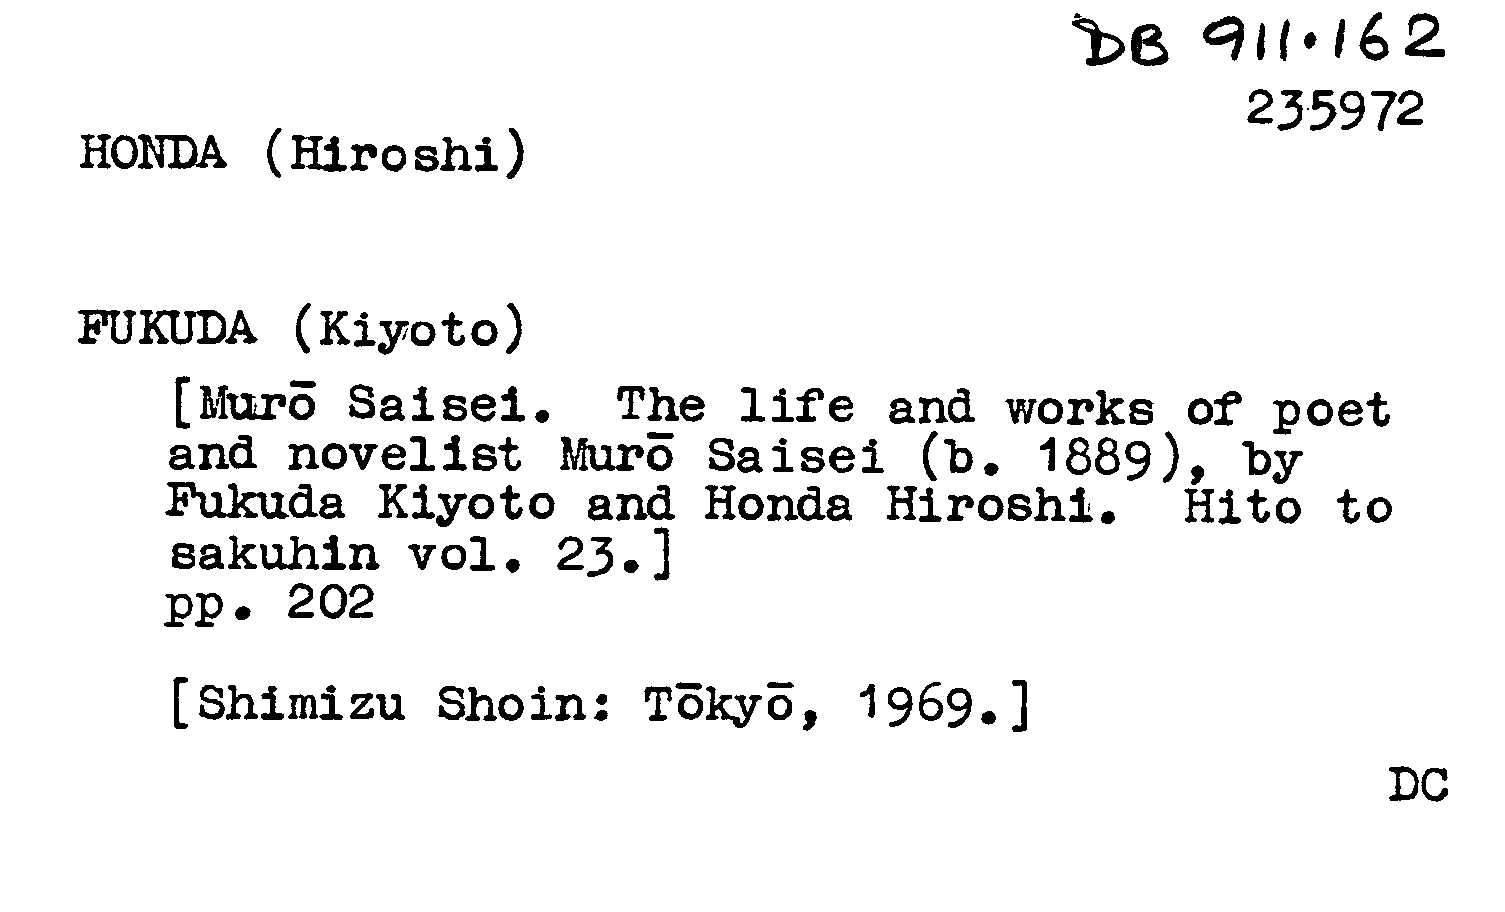 DB 911.162
235972
HONDA (Hiroshi)
FUKUDA (Kiyoto)
[Murō Saisei. The life and works of poet
and novelist Murō Saisei (b. 1889), by
Fukuda Kiyoto and Honda Hiroshi. Hito to
sakuhin vol. 23.]
pp. 202
[Shimizu Shoin: Tōkyō, 1969.]
DC